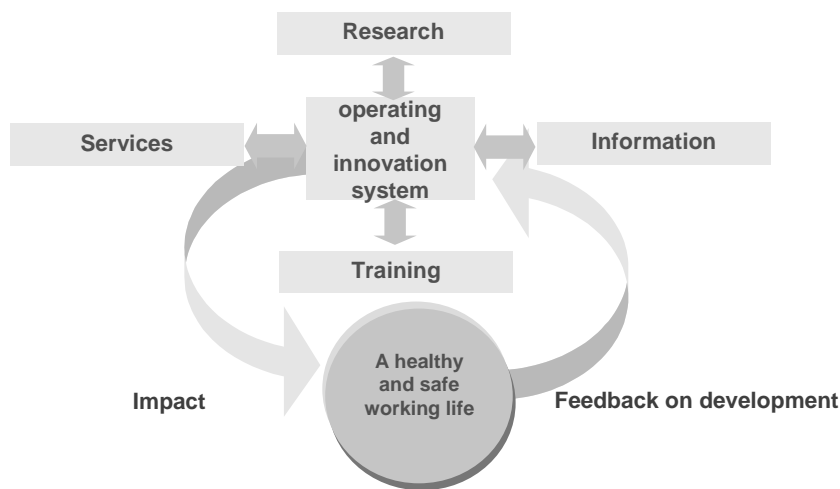 Research
operating
and
innovation
system
Services
Information
Training
A healthy
and safe
working life
Impact
Feedback on development